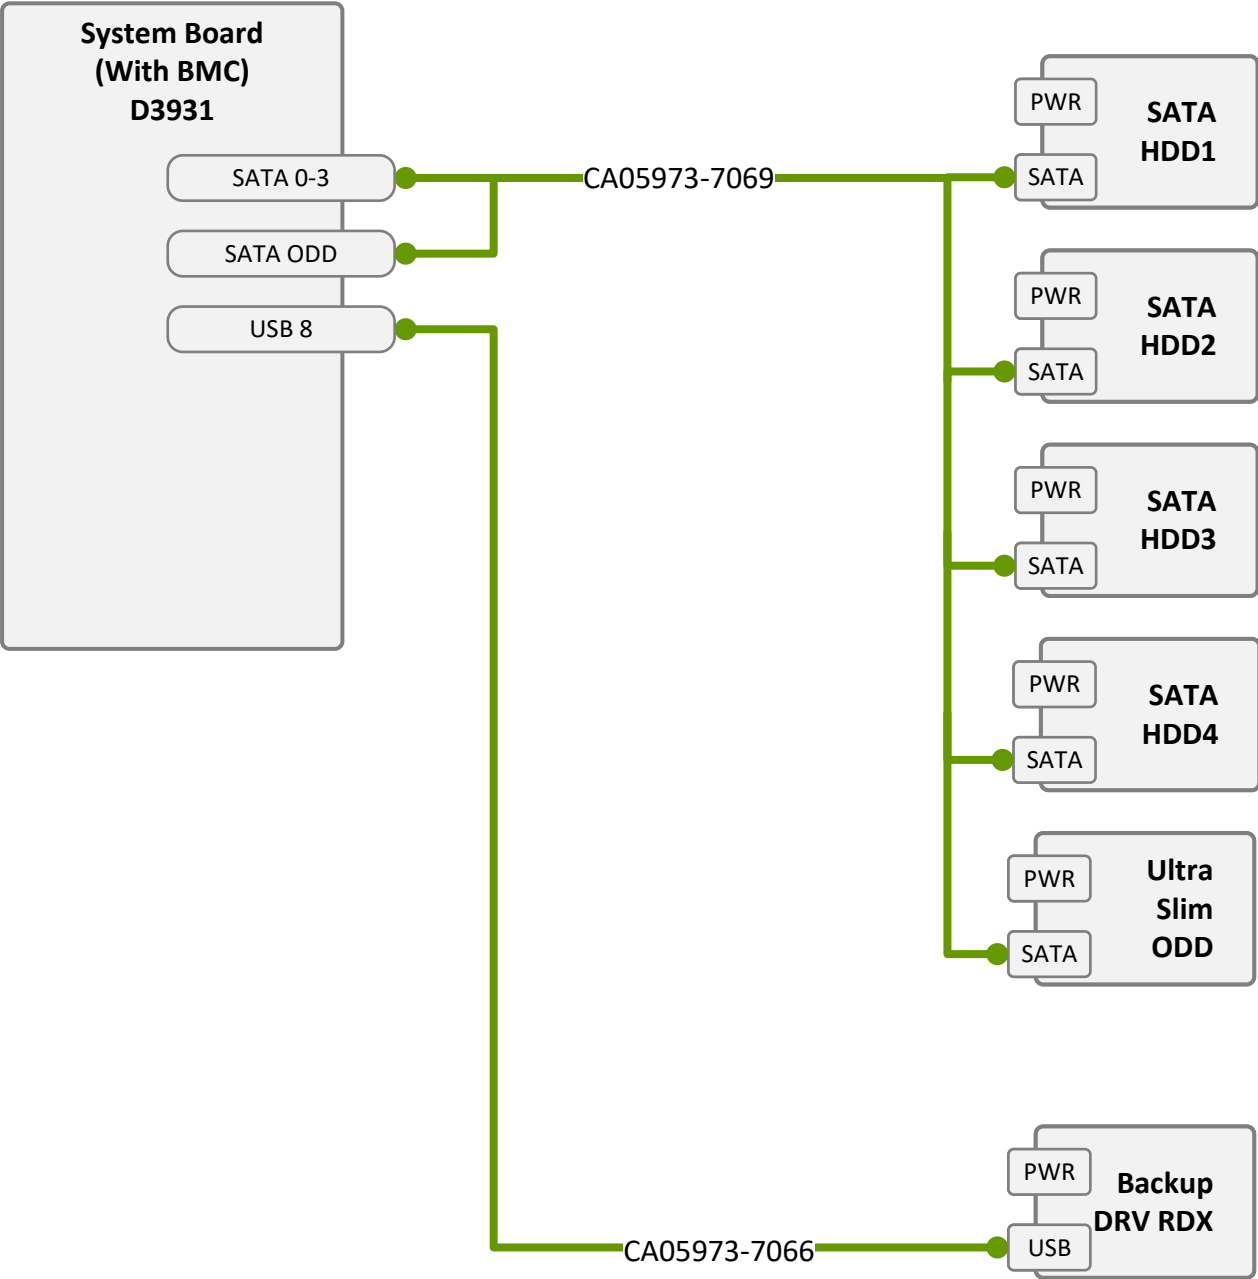 System Board
(With BMC)
D3931
SATA 0-3
SATA ODD
USB 8
CA05973-7069
PWR
SATA
SATA
HDD1
PWR
SATA
SATA
HDD2
PWR
SATA
SATA
HDD3
PWR
SATA
SATA
HDD4
PWR
SATA
Ultra
Slim
ODD
CA05973-7066
PWR
USB
Backup
DRV RDX